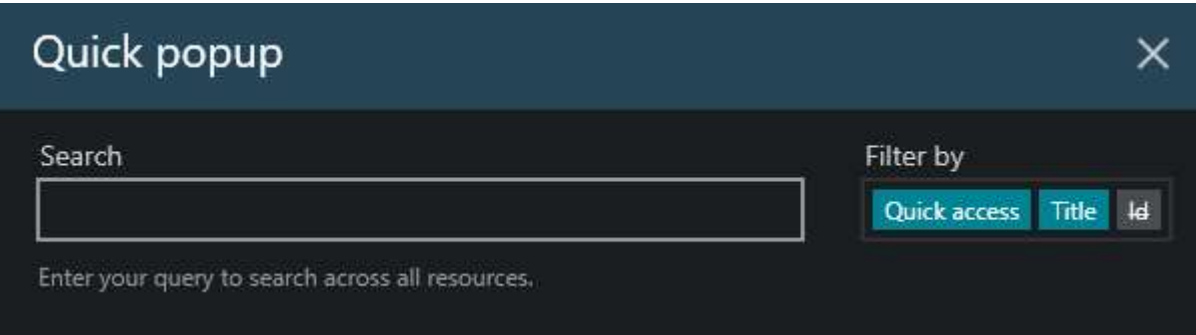 Quick popup
Search
Filter by
Quick access Title Id
Enter your query to search across all resources.